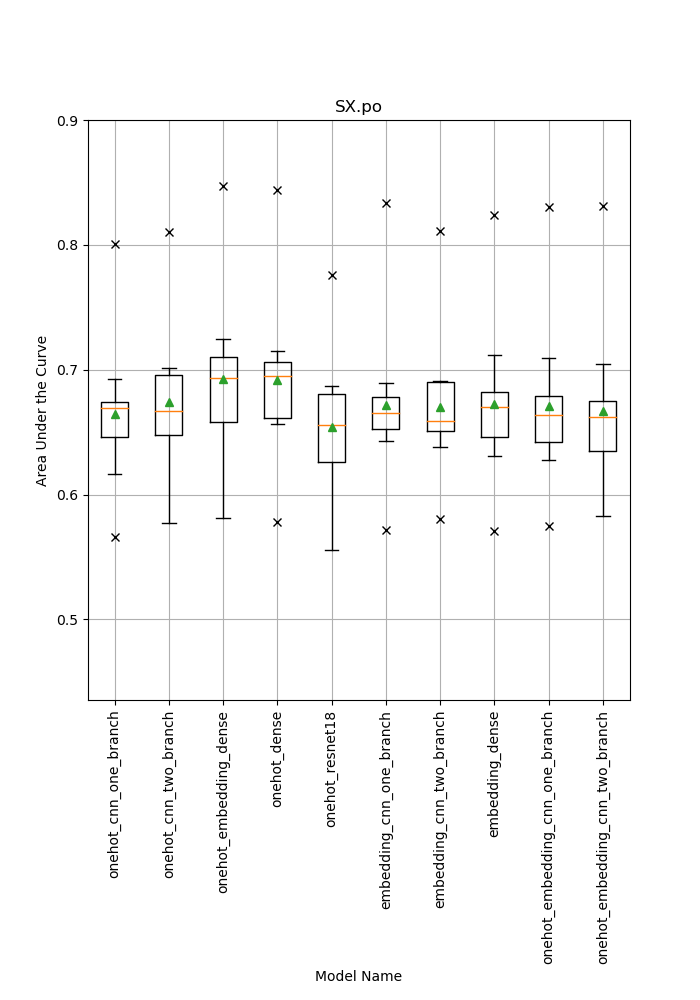 SX.po
0.9
0.8
0.7
0.6
0.5
Area Under the Curve
onehot_cnn_one_branch
onehot_cnn_two_branch
onehot_embedding_dense
onehot_dense
onehot_resnet18
embedding_cnn_one_branch
embedding_cnn_two_branch
embedding_dense
onehot_embedding_cnn_one_branch
onehot_embedding_cnn_two_branch
Model Name